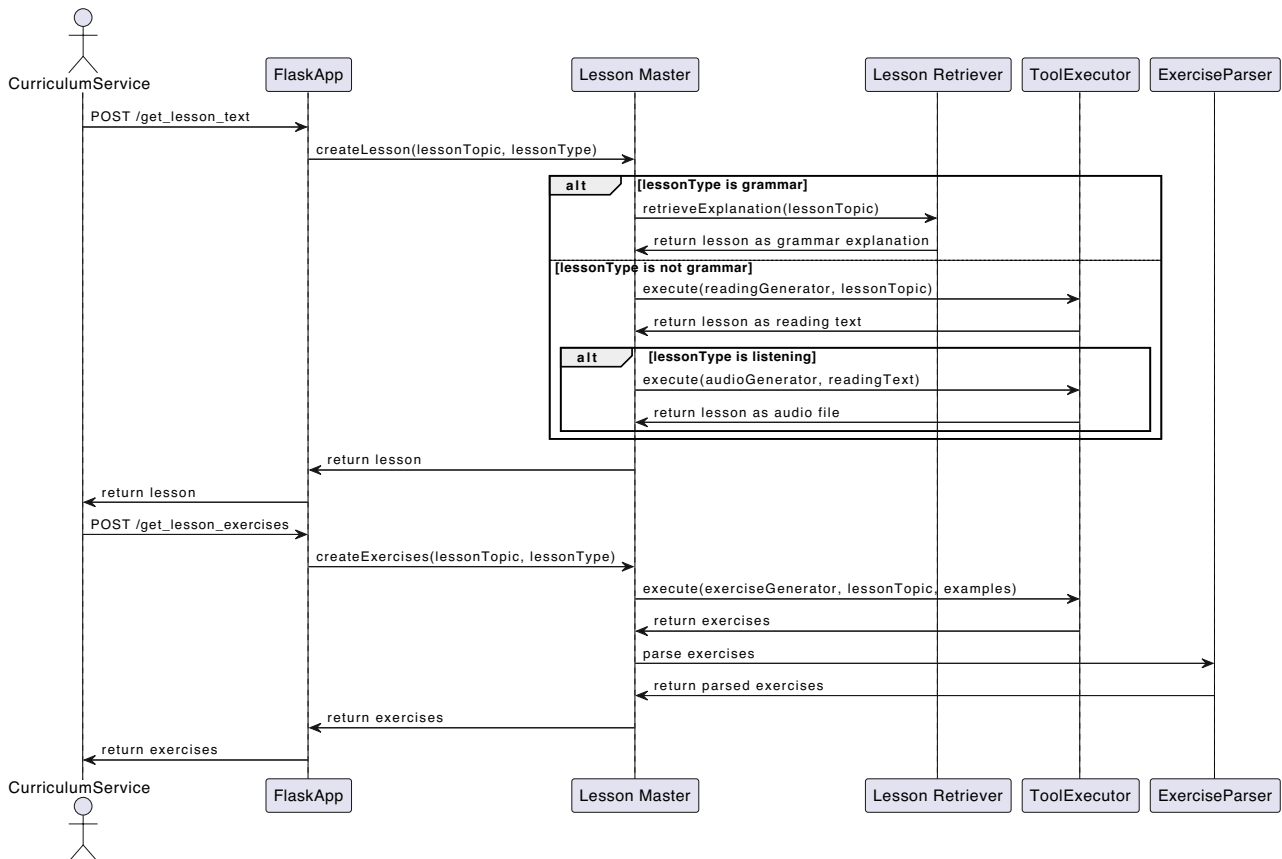 CurriculumService
FlaskApp
Lesson Master
Lesson Retriever
ToolExecutor
ExerciseParser
POST /get_lesson_text
createLesson(lessonTopic, lessonType)
alt
[lessonType is grammar]
retrieveExplanation(lessonTopic)
return lesson as grammar explanation
[lessonType is not grammar]
execute(readingGenerator, lessonTopic)
return lesson as reading text
alt
[lessonType is listening]
execute(audioGenerator, readingText)
return lesson as audio file
return lesson
return lesson
POST /get_lesson_exercises
createExercises(lessonTopic, lessonType)
execute(exerciseGenerator, lessonTopic, examples)
return exercises
parse exercises
return parsed exercises
return exercises
return exercises
CurriculumService
FlaskApp
Lesson Master
Lesson Retriever
ToolExecutor
ExerciseParser